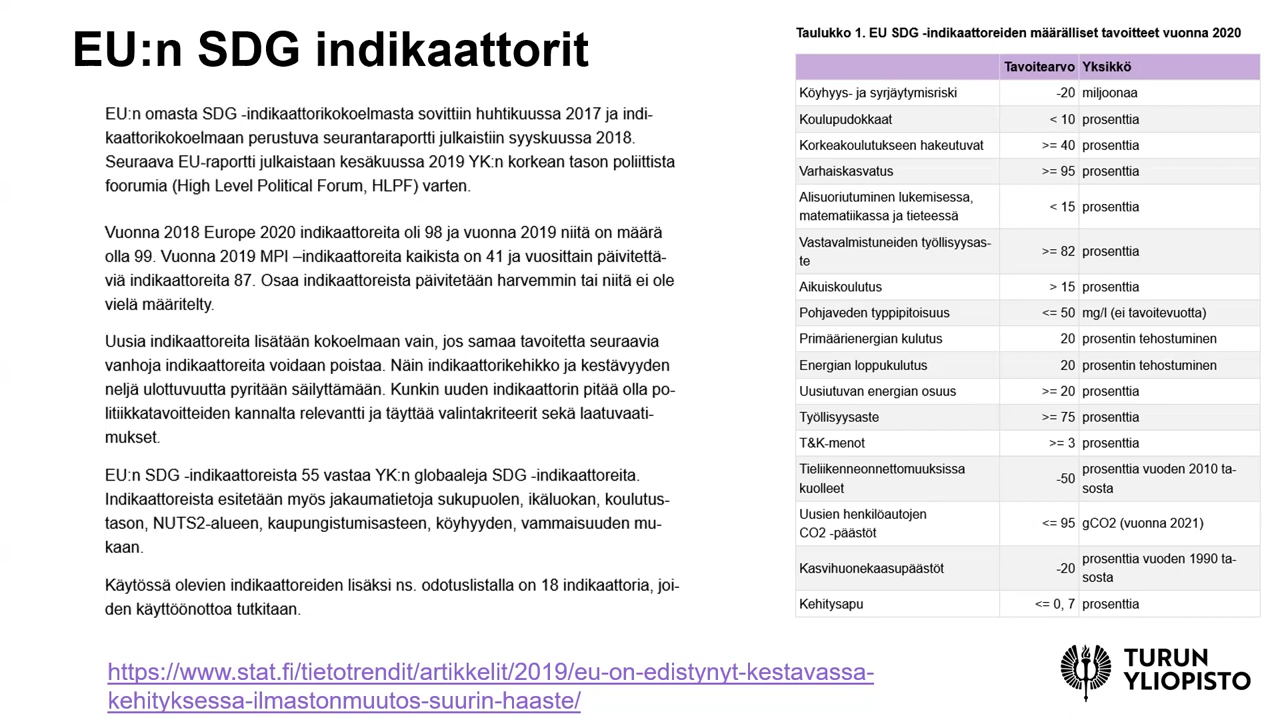 EU:n SDG indikaattorit
EU:n omasta SDG -indikaattorikokoelmasta sovittiin huhtikuussa 2017 ja indi-
kaattorikokoelmaan perustuva seurantaraportti julkaistiin syyskuussa 2018.
Seuraava EU-raportti julkaistaan kesäkuussa 2019 YK:n korkean tason poliittista
foorumia (High Level Political Forum, HLPF) varten.
Vuonna 2018 Europe 2020 indikaattoreita oli 98 ja vuonna 2019 niitä on määrä
olla 99. Vuonna 2019 MPI –indikaattoreita kaikista on 41 ja vuosittain päivitettä-
viä indikaattoreita 87. Osaa indikaattoreista päivitetään harvemmin tai niitä ei ole
vielä määritelty.
Uusia indikaattoreita lisätään kokoelmaan vain, jos samaa tavoitetta seuraavia
vanhoja indikaattoreita voidaan poistaa. Näin indikaattorikehikko ja kestävyyden
neljä ulottuvuutta pyritään säilyttämään. Kunkin uuden indikaattorin pitää olla po-
litiikkatavoitteiden kannalta relevantti ja täyttää valintakriteerit sekä laatuvaati-
mukset.
EU:n SDG -indikaattoreista 55 vastaa YK:n globaaleja SDG -indikaattoreita.
Indikaattoreista esitetään myös jakaumatietoja sukupuolen, ikäluokan, koulutus-
tason, NUTS2-alueen, kaupungistumisasteen, köyhyyden, vammaisuuden mu-
kaan.
Käytössä olevien indikaattoreiden lisäksi ns. odotuslistalla on 18 indikaattoria, joi-
den käyttöönottoa tutkitaan.
https://www.stat.fi/tietotrendit/artikkelit/2019/eu-on-edistynyt-kestavassa-
kehityksessa-ilmastonmuutos-suurin-haaste/
Taulukko 1. EU SDG -indikaattoreiden määrälliset tavoitteet vuonna 2020
Tavoitearvo Yksikkö
Köyhyys- ja syrjäytymisriski -20 miljoonaa
Koulupudokkaat < 10 prosenttia
Korkeakoulutukseen hakeutuvat >= 40 prosenttia
Varhaiskasvatus >= 95 prosenttia
Alisuoriutuminen lukemisessa,
matematiikassa ja tieteessä < 15 prosenttia
Vastavalmistuneiden työllisyysas-
te >= 82 prosenttia
Aikuiskoulutus > 15 prosenttia
Pohjaveden typpipitoisuus <= 50 mg/l (ei tavoitevuotta)
Primäärienergian kulutus 20 prosentin tehostuminen
Energian loppukulutus 20 prosentin tehostuminen
Uusiutuvan energian osuus >= 20 prosenttia
Työllisyysaste >= 75 prosenttia
T&K-menot >= 3 prosenttia
Tieliikenneonnettomuuksissa
kuolleet -50 prosenttia vuoden 2010 ta-
sosta
Uusien henkilöautojen
CO2 -päästöt <= 95 gCO2 (vuonna 2021)
Kasvihuonekaasupäästöt -20 prosenttia vuoden 1990 ta-
sosta
Kehitysapu <= 0, 7 prosenttia
TURUN
YLIOPISTO